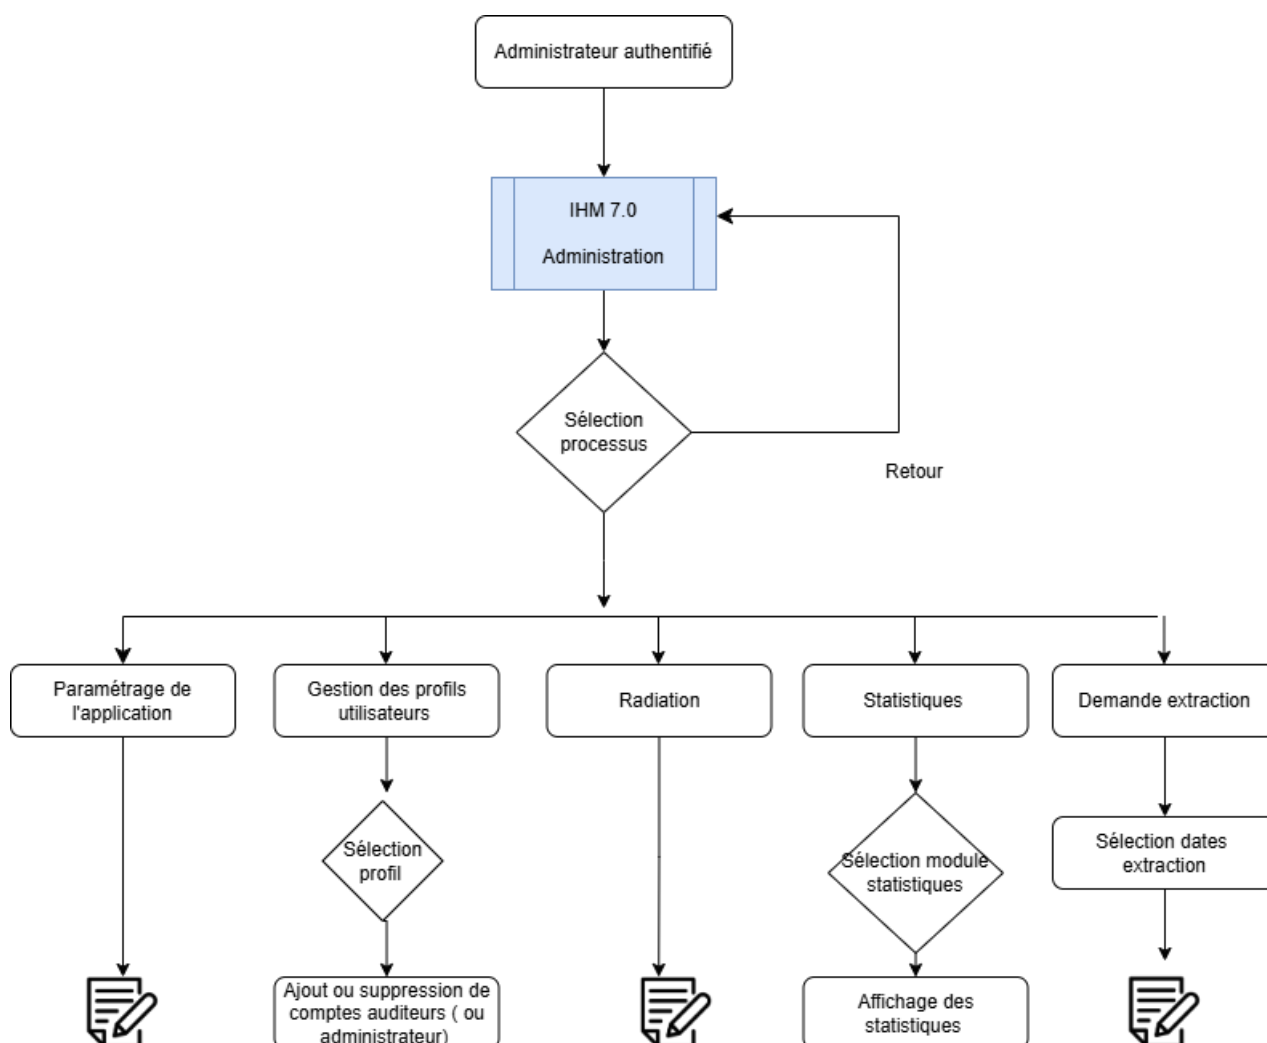 Administrateur authentifié
IHM 7.0
Administration
Sélection
processus
Retour
Paramétrage de
l'application
Gestion des profils
utilisateurs
Radiation
Statistiques
Demande extraction
Sélection
profil
Sélection module
statistiques
Sélection dates
extraction
Ajout ou suppression de
comptes auditeurs ( ou
administrateur)
Affichage des
statistiques